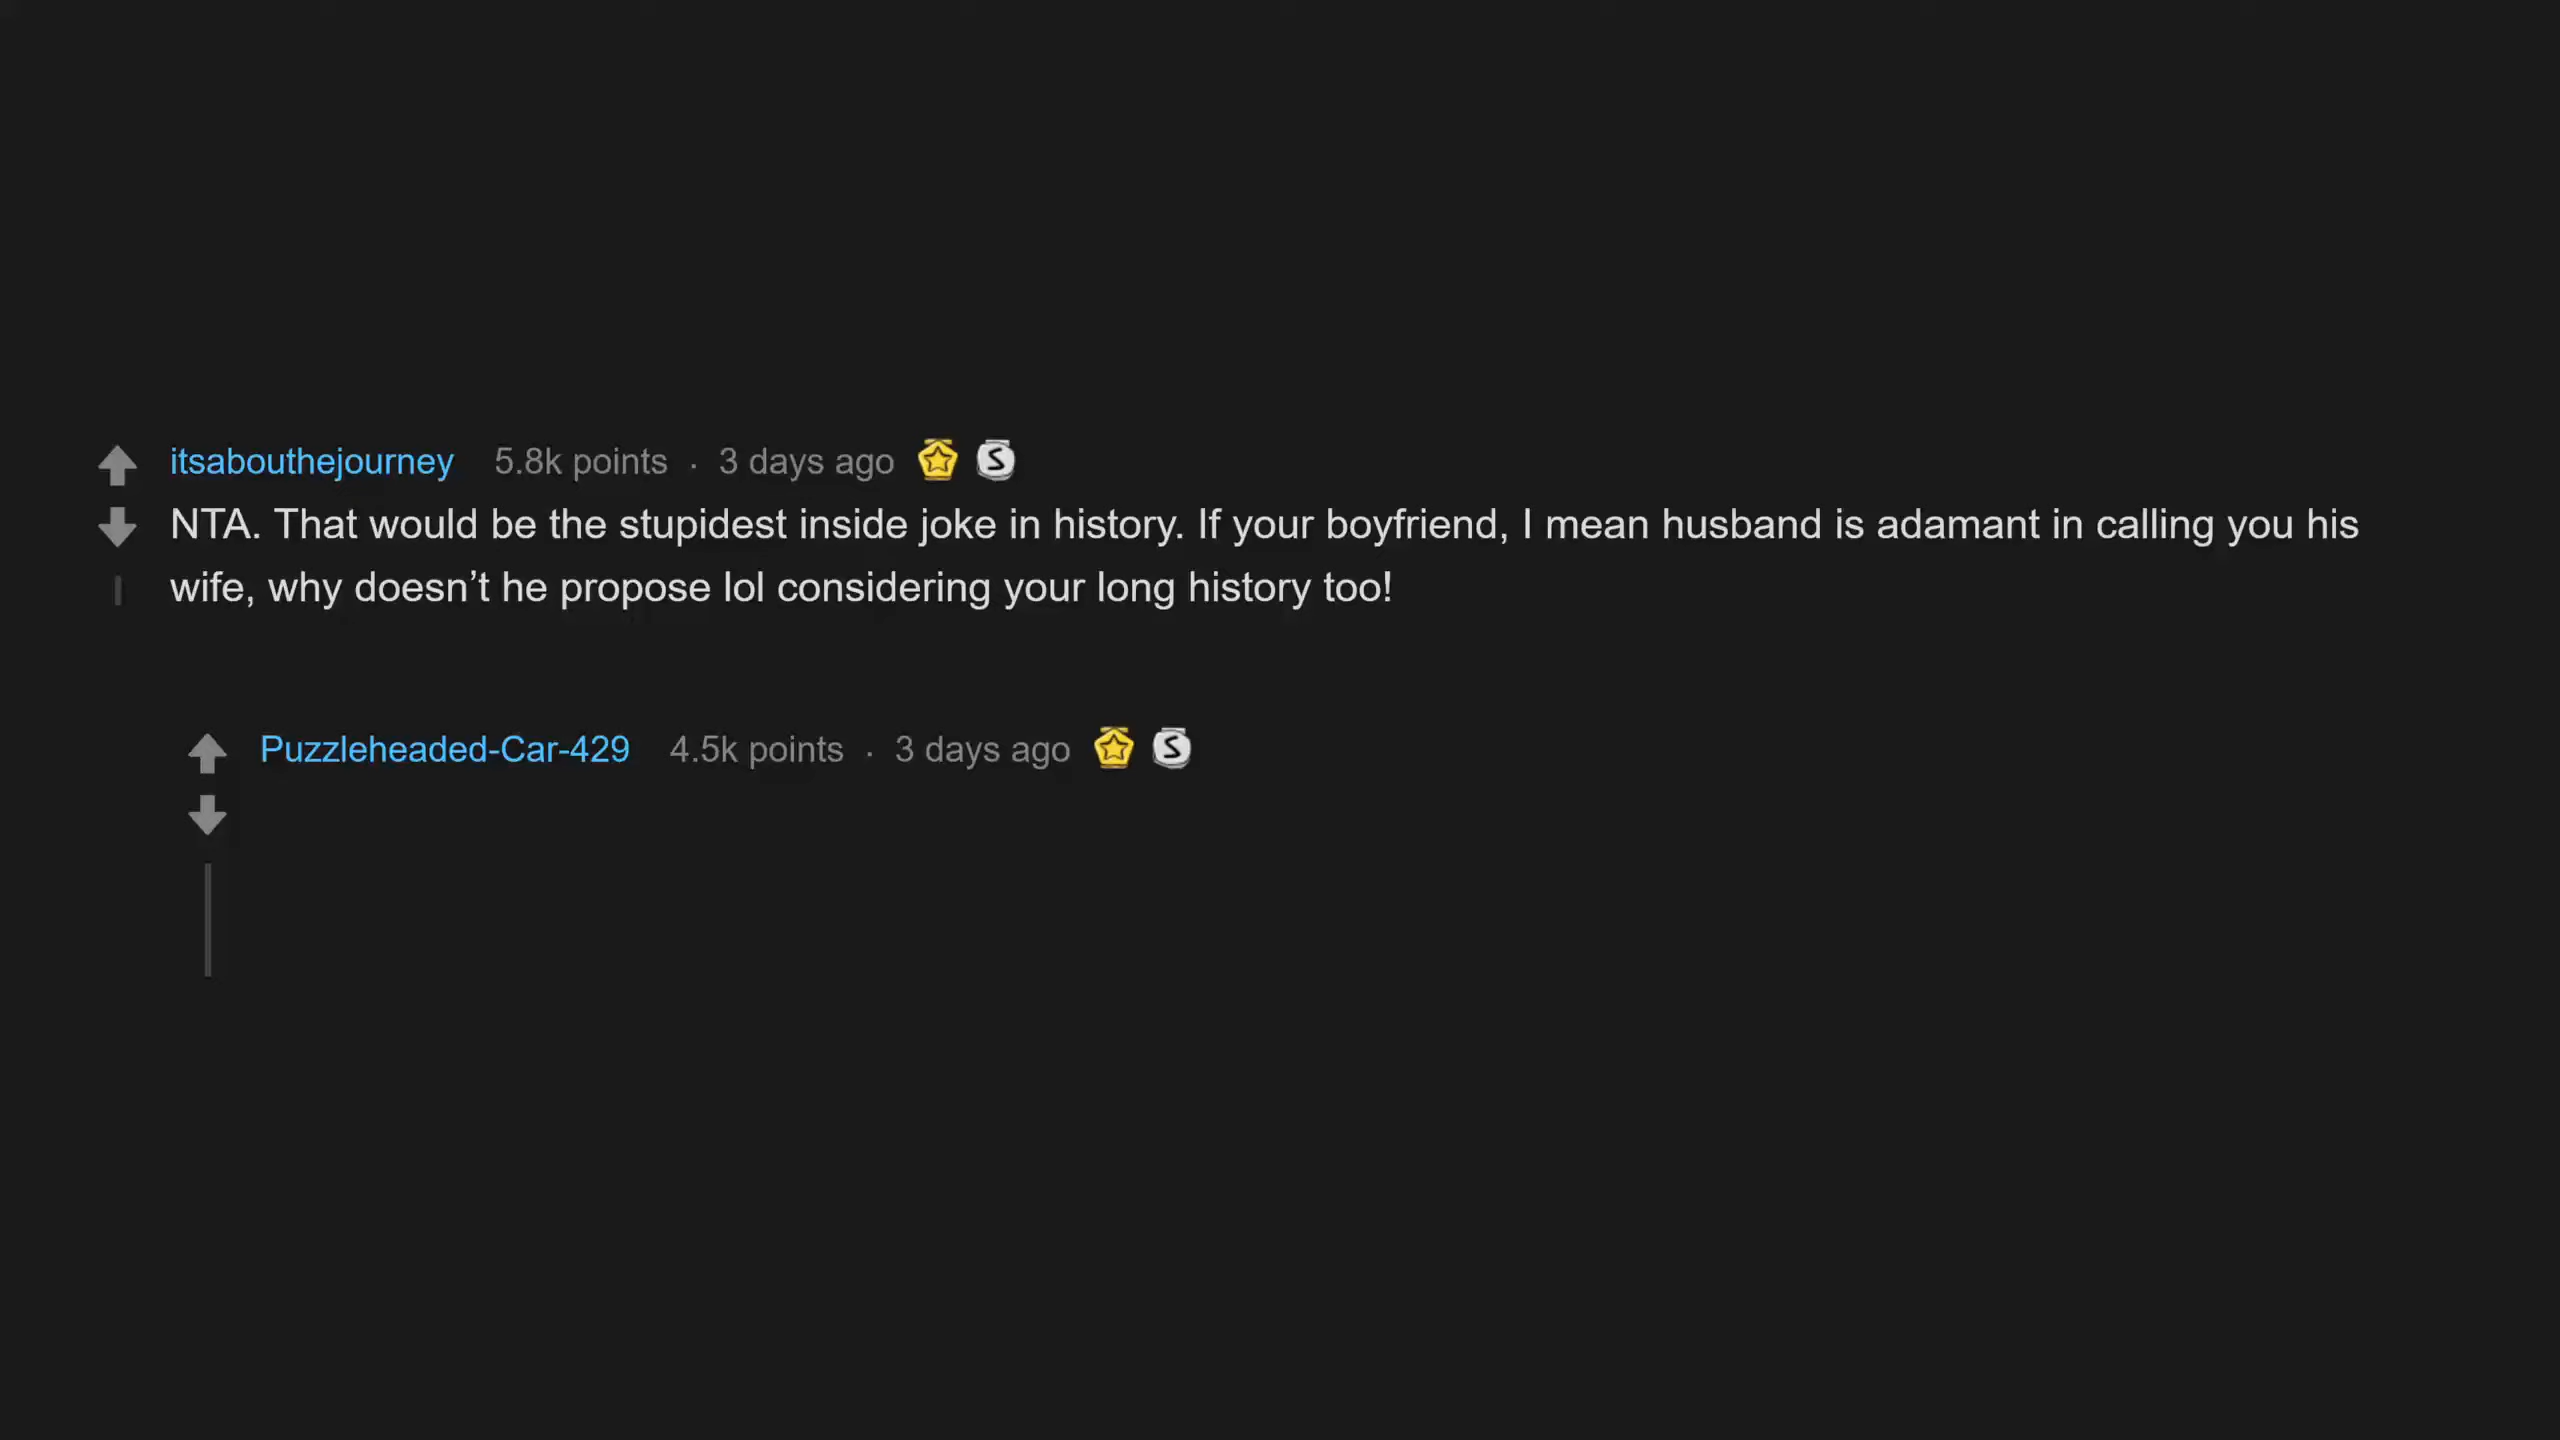 itsabouthejourney 5.8k points · 3 days ago S
NTA. That would be the stupidest inside joke in history. If your boyfriend, I mean husband is adamant in calling you his
wife, why doesn’t he propose lol considering your long history too!
Puzzleheaded-Car-429 4.5k points · 3 days ago S